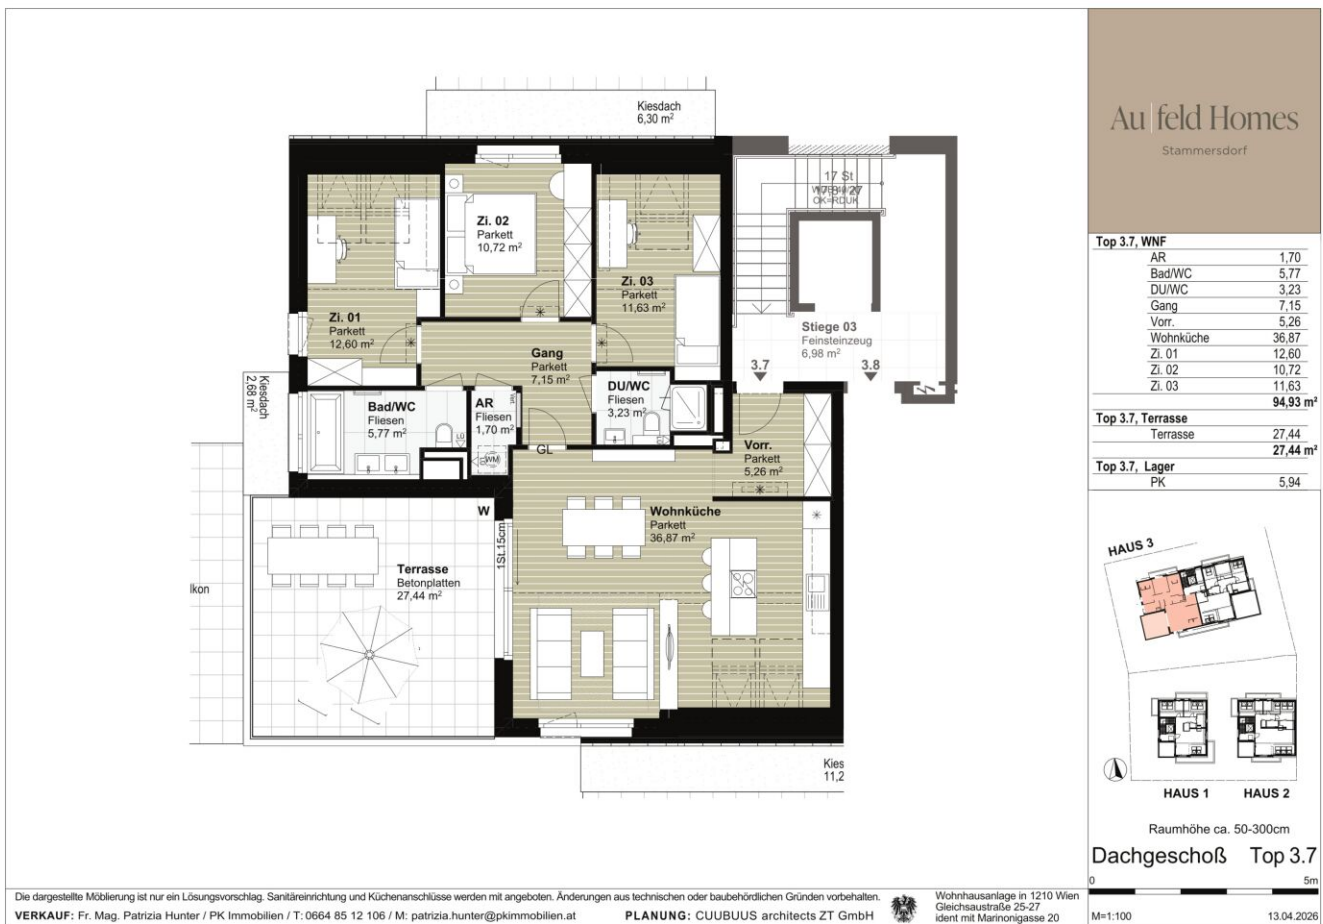 Kiesdach
6,30 m²
17 St
Zi. 02
Parkett
10,72 m²
Zi. 03
Parkett
11,63 m²
Zi. 01
Parkett
12,60 m²
Stiege 03
Feinsteinzeug
6,98 m²
3.7
3.8
Gang
Parkett
7,15 m²
DU/WC
Fliesen
3,23 m²
Kiesdach
2,68 m²
Bad/WC
Fliesen
5,77 m²
AR
Fliesen
1,70 m²
WM
GL
Vorr.
Parkett
5,26 m²
W
1St.15cm
Wohnküche
Parkett
36,87 m²
Terrasse
Betonplatten
27,44 m²
lkon
Kies
11,2
Au|feld Homes
Stammersdorf
Top 3.7, WNF
AR 1,70
Bad/WC 5,77
DU/WC 3,23
Gang 7,15
Vorr. 5,26
Wohnküche 36,87
Zi. 01 12,60
Zi. 02 10,72
Zi. 03 11,63
94,93 m²
Top 3.7, Terrasse
Terrasse 27,44
27,44 m²
Top 3.7, Lager
PK 5,94
HAUS 3
HAUS 1 HAUS 2
Raumhöhe ca. 50-300cm
Dachgeschoß Top 3.7
0 5m
M=1:100 13.04.2026
Die dargestellte Möblierung ist nur ein Lösungsvorschlag. Sanitäreinrichtung und Küchenanschlüsse werden mit angeboten. Änderungen aus technischen oder baubehördlichen Gründen vorbehalten.
VERKAUF: Fr. Mag. Patrizia Hunter / PK Immobilien / T: 0664 85 12 106 / M: patrizia.hunter@pkimmobilien.at PLANUNG: CUUBUUS architects ZT GmbH
Wohnhausanlage in 1210 Wien
Gleichsaustraße 25-27
ident mit Marinonigasse 20